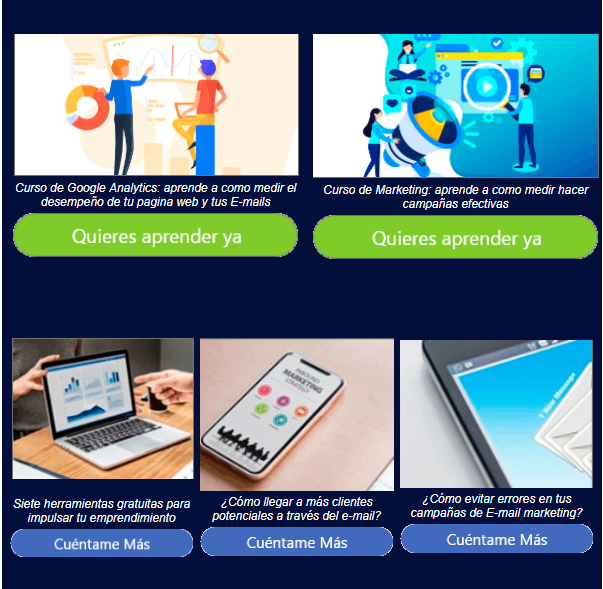 Curso de Google Analytics: aprende a como medir el
desempeño de tu pagina web y tus E-mails
Quieres aprender ya
Curso de Marketing: aprende a como medir hacer
campañas efectivas
Quieres aprender ya
INBOUND
MARKETING
STRATEGY
1 New Message
Siete herramientas gratuitas para
impulsar tu emprendimiento
Cuéntame Más
¿Cómo llegar a más clientes
potenciales a través del e-mail?
Cuéntame Más
¿Cómo evitar errores en tus
campañas de E-mail marketing?
Cuéntame Más